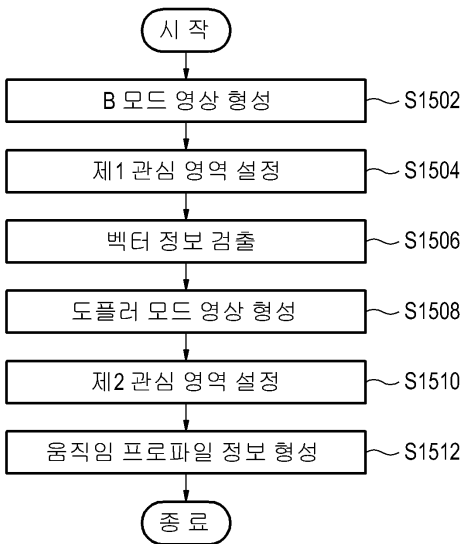 시 작
B 모드 영상 형성
S1502
제1 관심 영역 설정
S1504
벡터 정보 검출
S1506
도플러 모드 영상 형성
S1508
제2 관심 영역 설정
S1510
움직임 프로파일 정보 형성
S1512
종 료